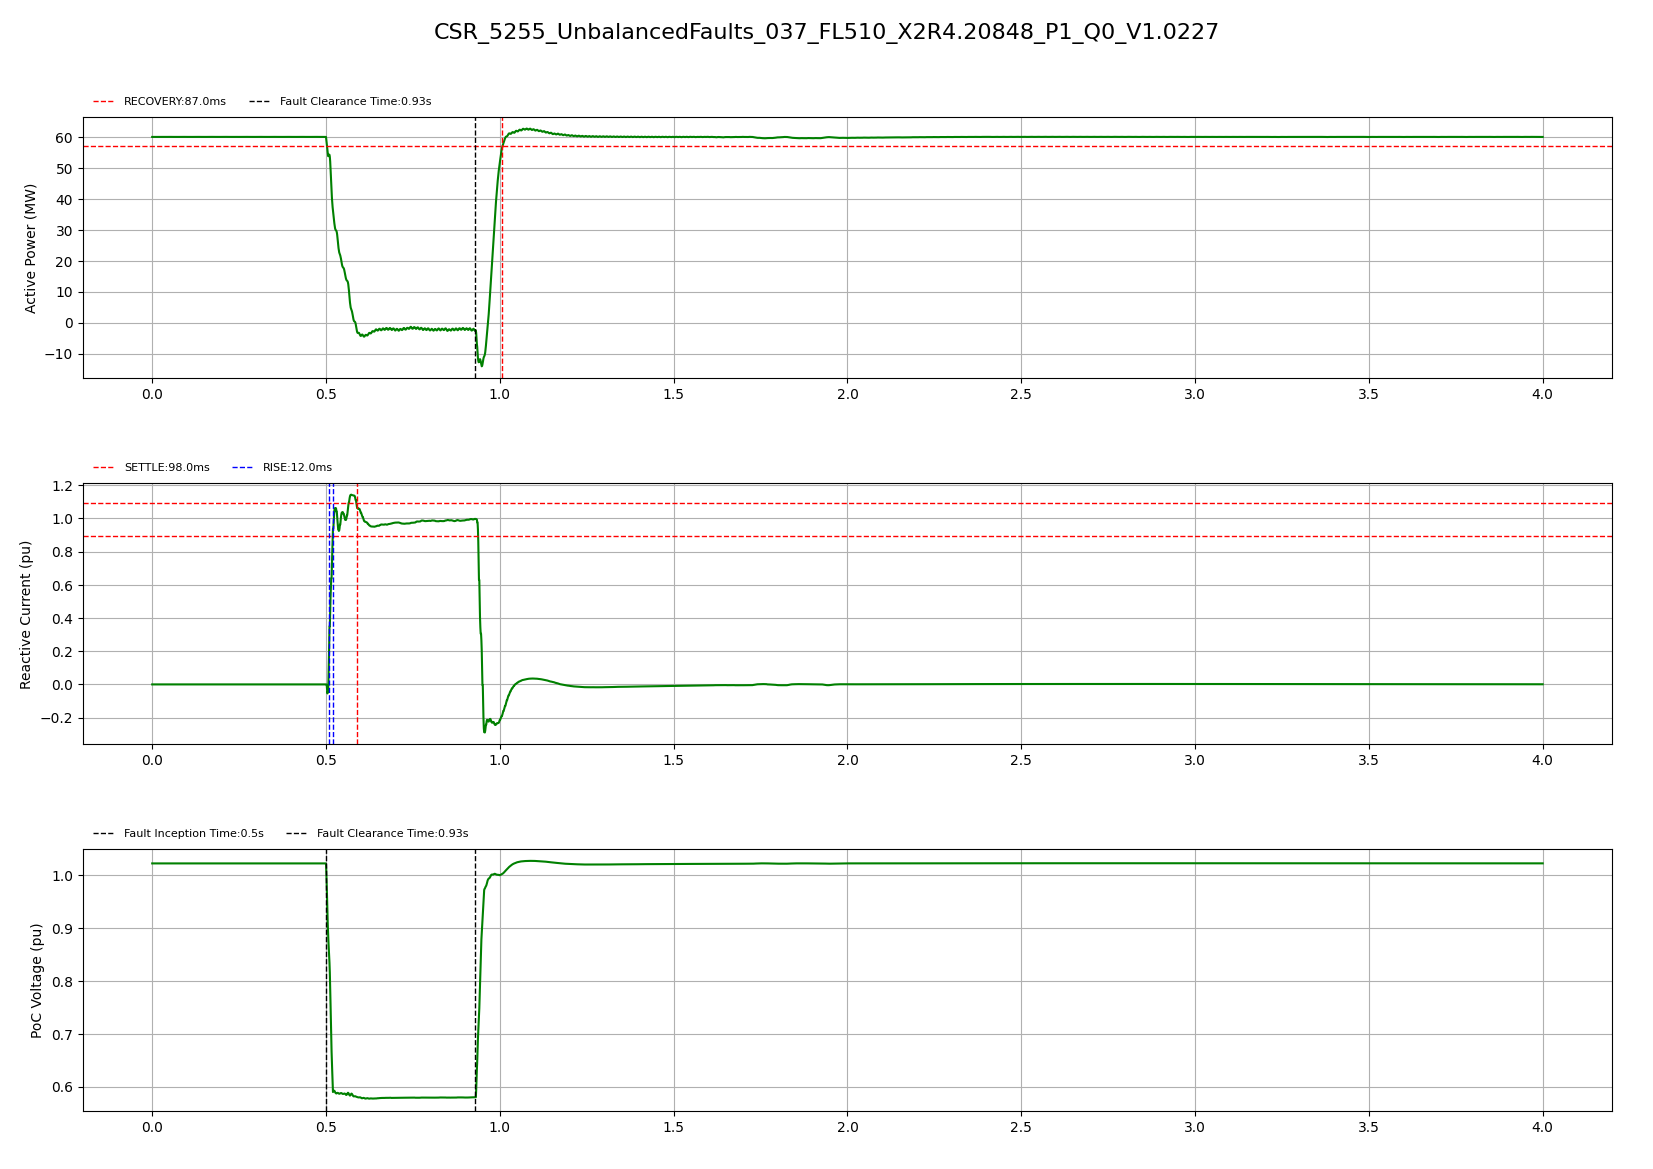 CSR_5255_UnbalancedFaults_037_FL510_X2R4.20848_P1_Q0_V1.0227
RECOVERY:87.0ms Fault Clearance Time:0.93s
Active Power (MW)
60
50
40
30
20
10
0
−10
0.0 0.5 1.0 1.5 2.0 2.5 3.0 3.5 4.0
SETTLE:98.0ms RISE:12.0ms
Reactive Current (pu)
1.2
1.0
0.8
0.6
0.4
0.2
0.0
−0.2
0.0 0.5 1.0 1.5 2.0 2.5 3.0 3.5 4.0
Fault Inception Time:0.5s Fault Clearance Time:0.93s
PoC Voltage (pu)
1.0
0.9
0.8
0.7
0.6
0.0 0.5 1.0 1.5 2.0 2.5 3.0 3.5 4.0